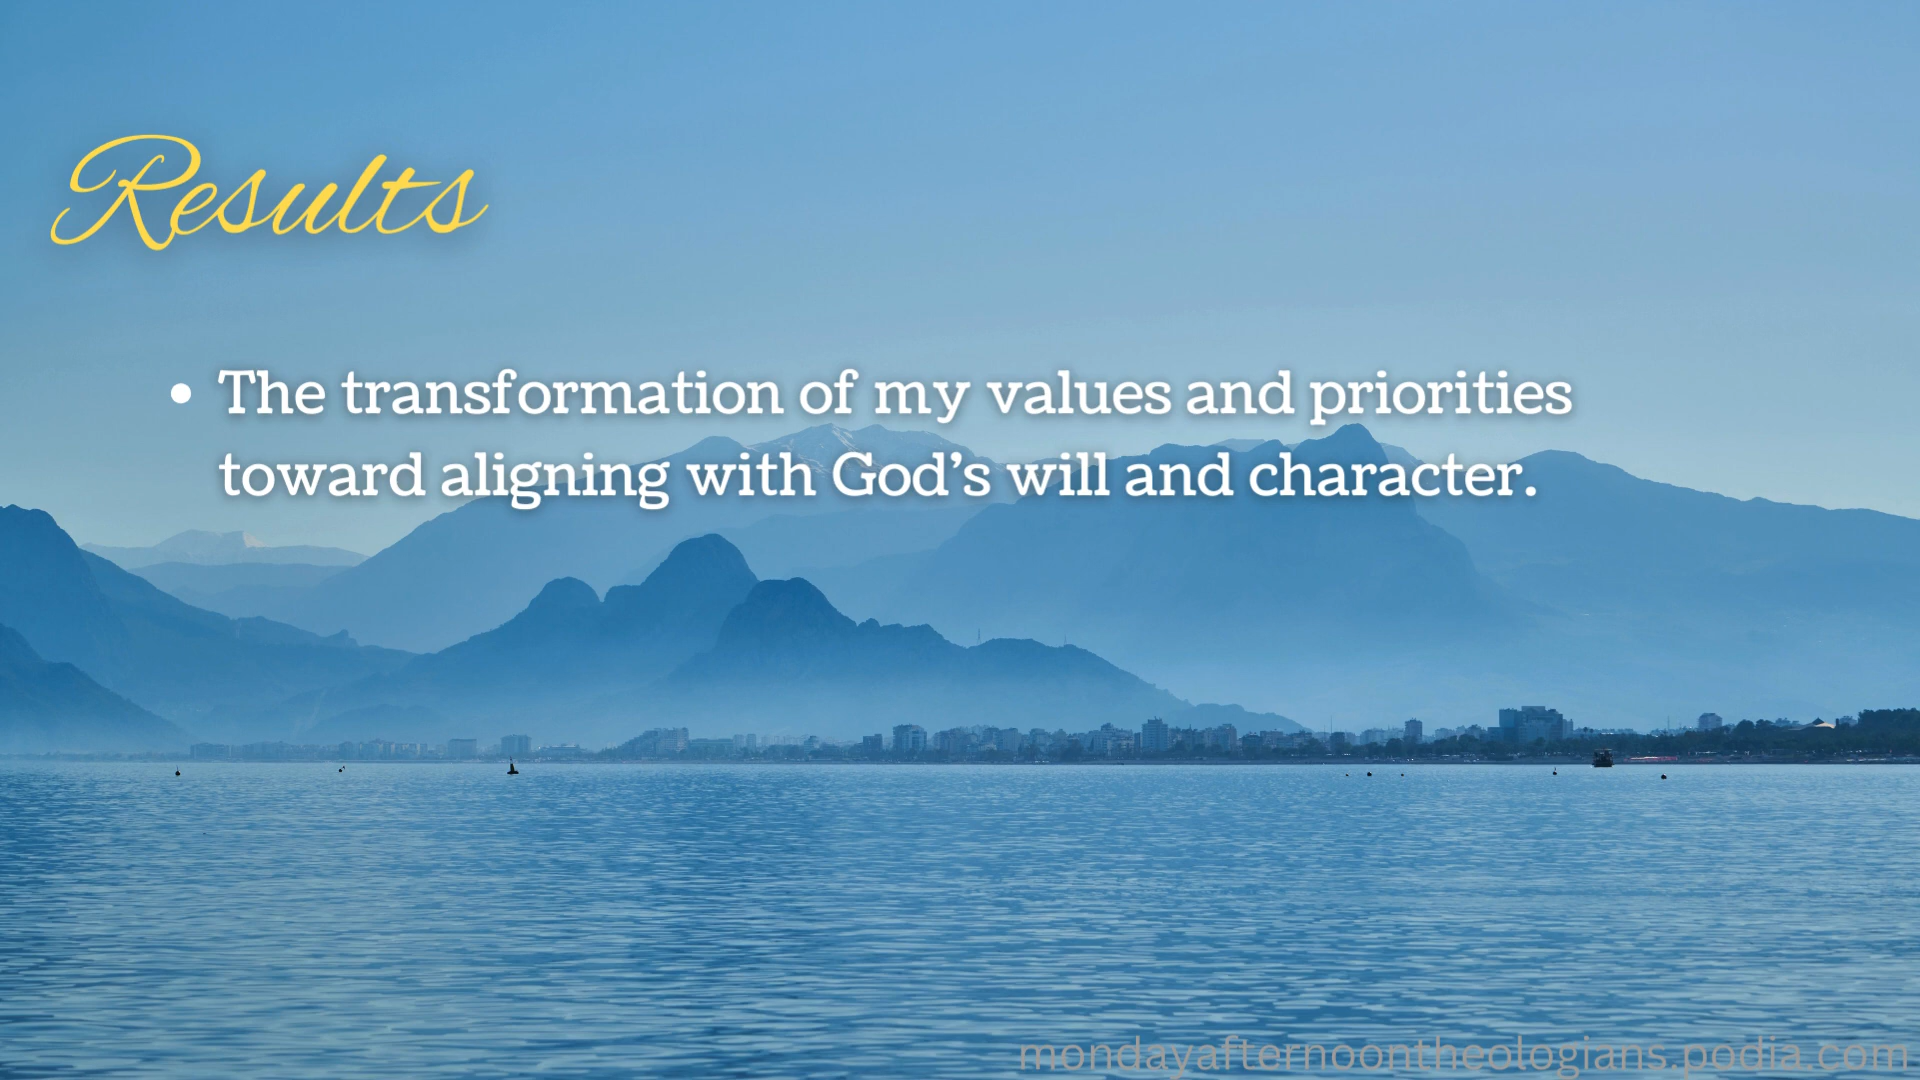 Results
• The transformation of my values and priorities
toward aligning with God’s will and character.
mondayafternoontheologians.podia.com